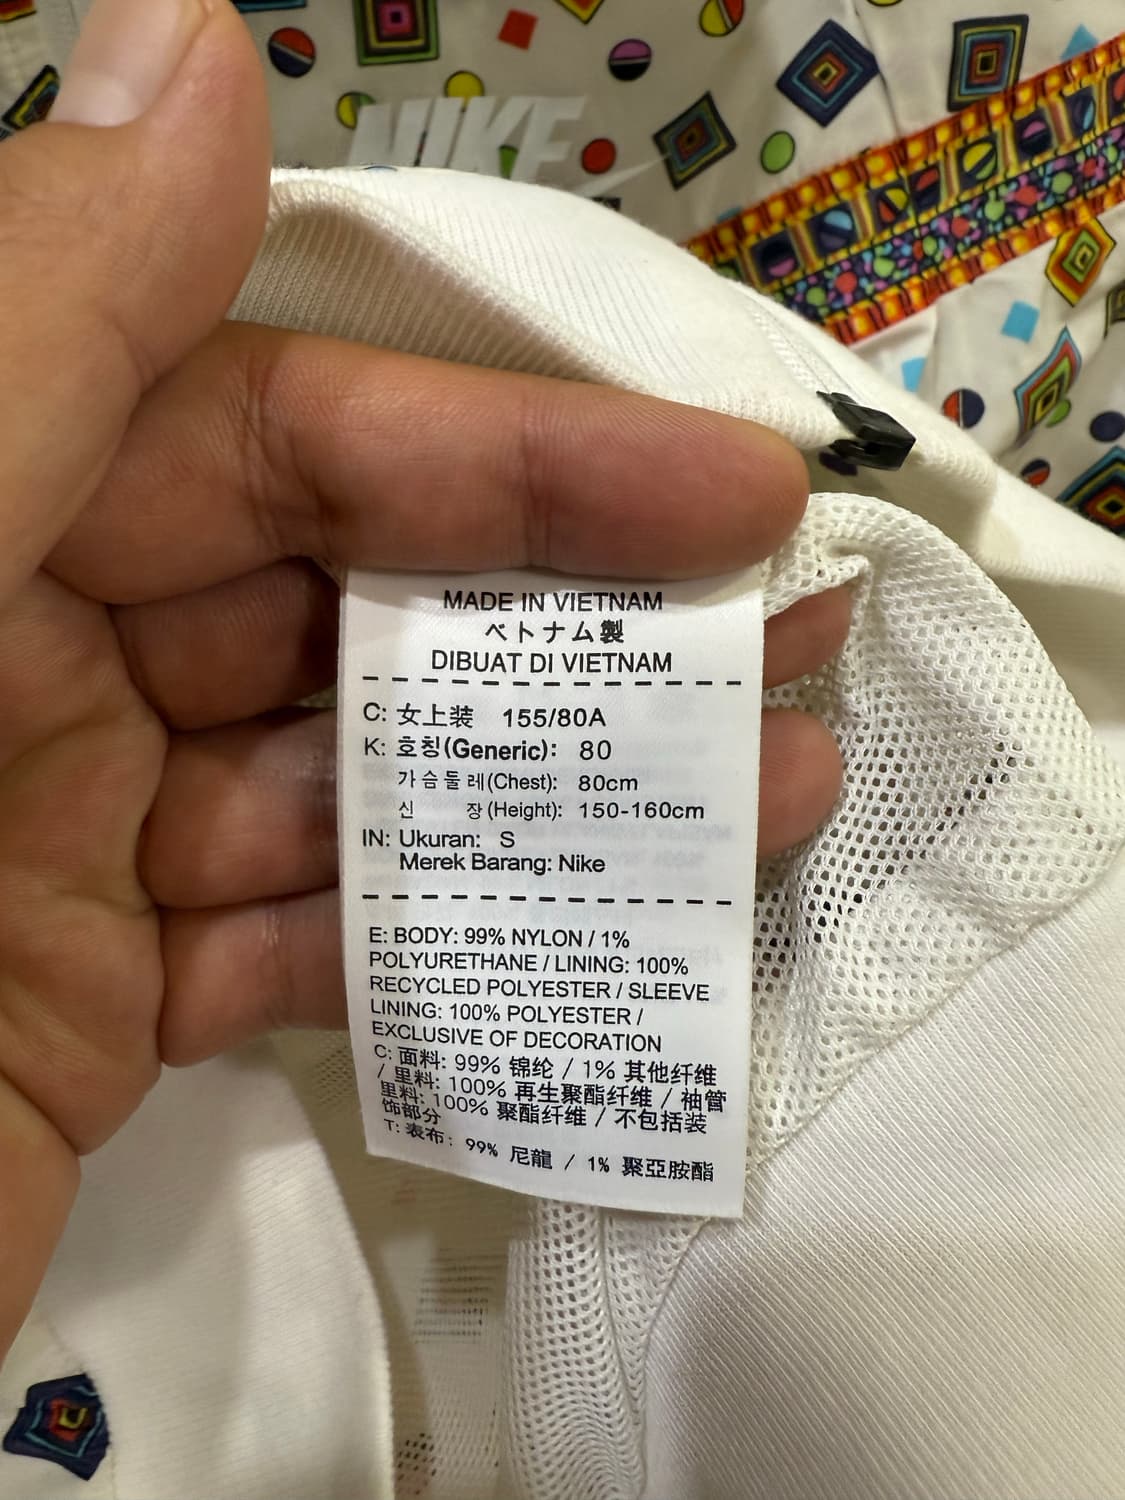 NIKE
MADE IN VIETNAM
ベトナム製
DIBUAT DI VIETNAM
C: 女上装 155/80A
K: 호칭(Generic): 80
가슴둘레(Chest): 80cm
신 장(Height): 150-160cm
IN: Ukuran: S
Merek Barang: Nike
E: BODY: 99% NYLON / 1%
POLYURETHANE / LINING: 100%
RECYCLED POLYESTER / SLEEVE
LINING: 100% POLYESTER /
EXCLUSIVE OF DECORATION
C: 面料: 99% 锦纶 / 1% 其他纤维
/ 里料: 100% 再生聚酯纤维 / 袖管
里料: 100% 聚酯纤维 / 不包括装
饰部分
T: 表布: 99% 尼龍 / 1% 聚亞胺酯